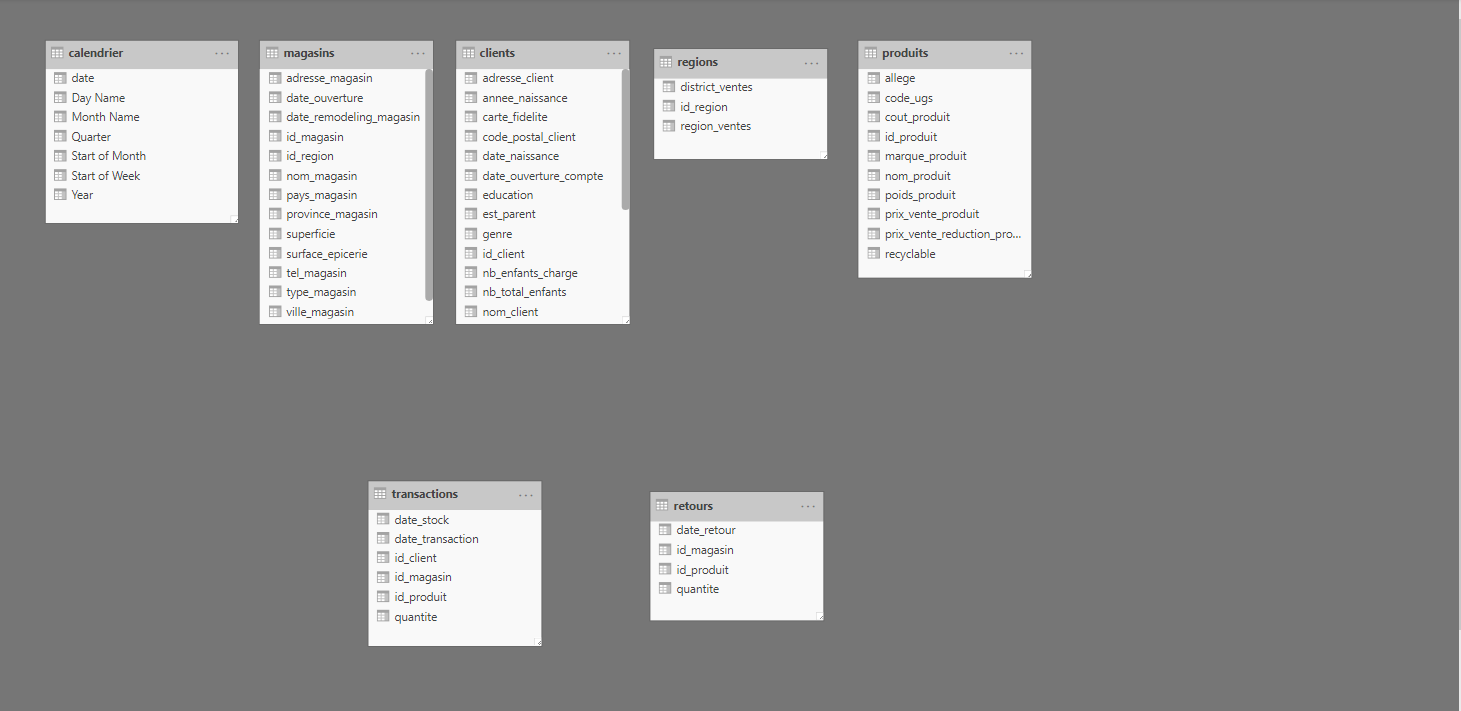 calendrier
date
Day Name
Month Name
Quarter
Start of Month
Start of Week
Year
magasins
adresse_magasin
date_ouverture
date_remodeling_magasin
id_magasin
id_region
nom_magasin
pays_magasin
province_magasin
superficie
surface_epicerie
tel_magasin
type_magasin
ville_magasin
clients
adresse_client
annee_naissance
carte_fidelite
code_postal_client
date_naissance
date_ouverture_compte
education
est_parent
genre
id_client
nb_enfants_charge
nb_total_enfants
nom_client
regions
district_ventes
id_region
region_ventes
produits
allege
code_ugs
cout_produit
id_produit
marque_produit
nom_produit
poids_produit
prix_vente_produit
prix_vente_reduction_pro...
recyclable
transactions
date_stock
date_transaction
id_client
id_magasin
id_produit
quantite
retours
date_retour
id_magasin
id_produit
quantite